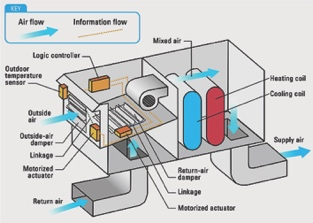 KEY
Air flow
Information flow
Mixed air
Logic controller
Outdoor
temperature
sensor
Heating coil
Cooling coil
Outside
air
Outside-air
damper
Supply air
Linkage
Motorized
actuator
Return-air
damper
Linkage
Return air
Motorized actuator